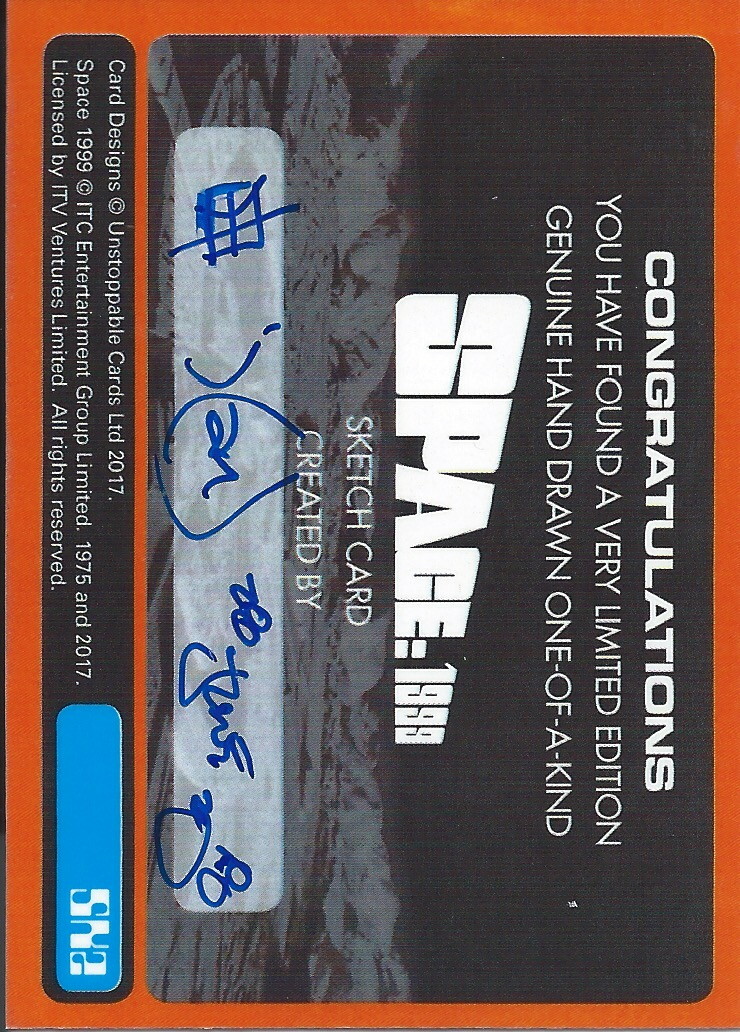 CONGRATULATIONS
YOU HAVE FOUND A VERY LIMITED EDITION
GENUINE HAND DRAWN ONE-OF-A-KIND
SPACE: 1999
SKETCH CARD
CREATED BY
Card Designs © Unstoppable Cards Ltd 2017.
Space 1999 © ITC Entertainment Group Limited. 1975 and 2017.
Licensed by ITV Ventures Limited. All rights reserved.